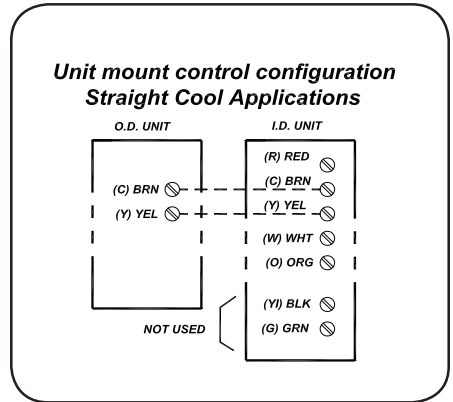 Unit mount control configuration
Straight Cool Applications
O.D. UNIT
I.D. UNIT
(R) RED
(C) BRN
(C) BRN
(Y) YEL
(Y) YEL
(W) WHT
(O) ORG
(YI) BLK
NOT USED
(G) GRN